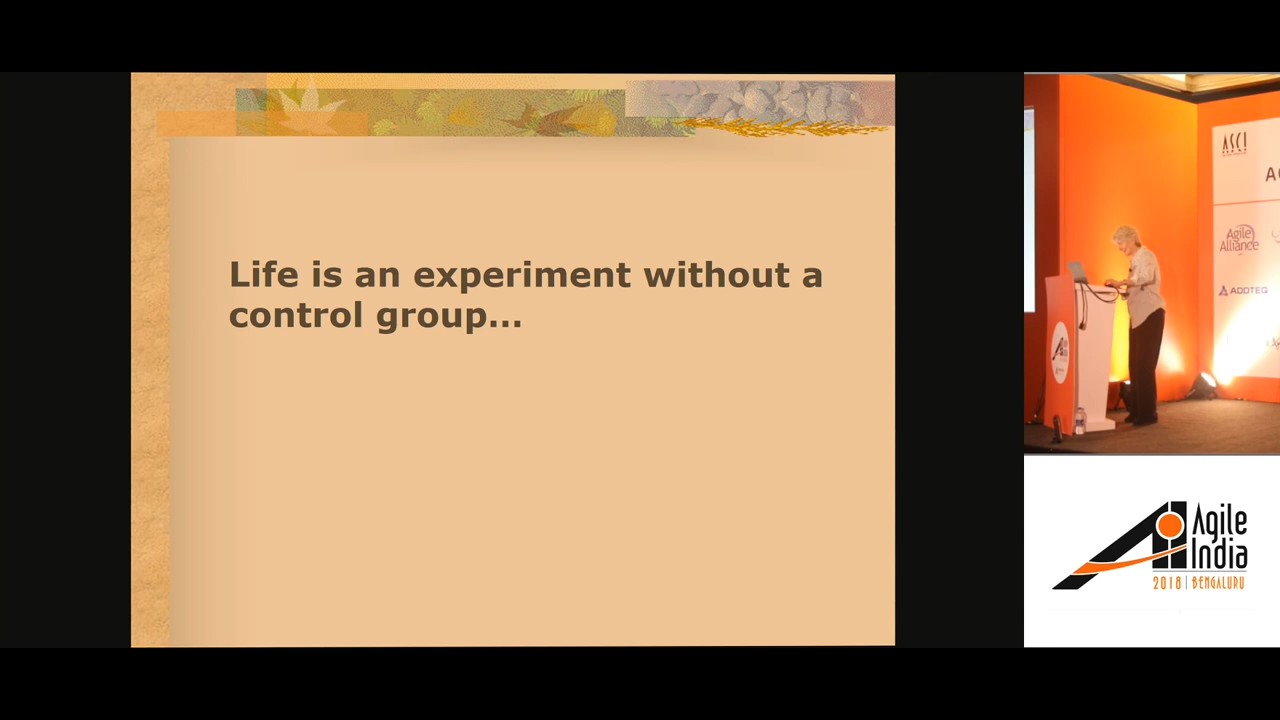 Life is an experiment without a
control group...
ASCI
Agile
Alliance
ADDTEQ
Agile
India
2018 | BENGALURU